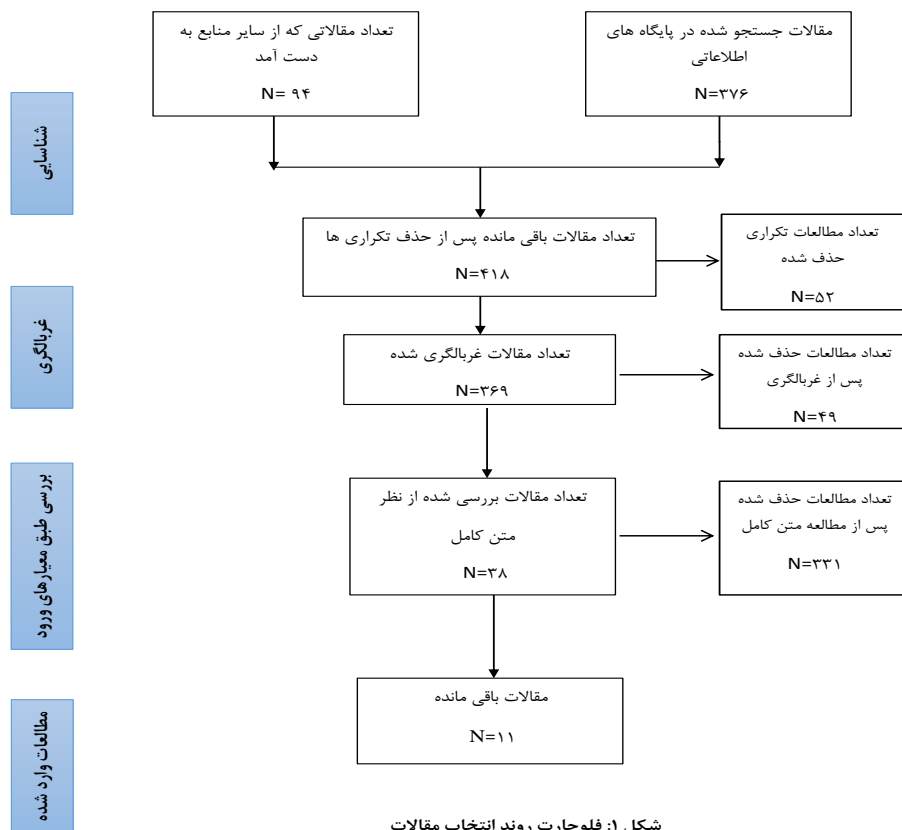 مقالات جستجو شده در پایگاه های
اطلاعاتی
N=۳۷۶
تعداد مقالاتی که از سایر منابع به
دست آمد
N= ۹۴
شناسایی
تعداد مقالات باقی مانده پس از حذف تکراری ها
N=۴۱۸
تعداد مطالعات تکراری
حذف شده
N=۵۲
غربالگری
تعداد مقالات غربالگری شده
N=۳۶۹
تعداد مطالعات حذف شده
پس از غربالگری
N=۴۹
بررسی طبق معیارهای ورود
تعداد مقالات بررسی شده از نظر
متن کامل
N=۳۸
تعداد مطالعات حذف شده
پس از مطالعه متن کامل
N=۳۳۱
مطالعات وارد شده
مقالات باقی مانده
N=۱۱
شکل ۱: فلوچارت روند انتخاب مقالات